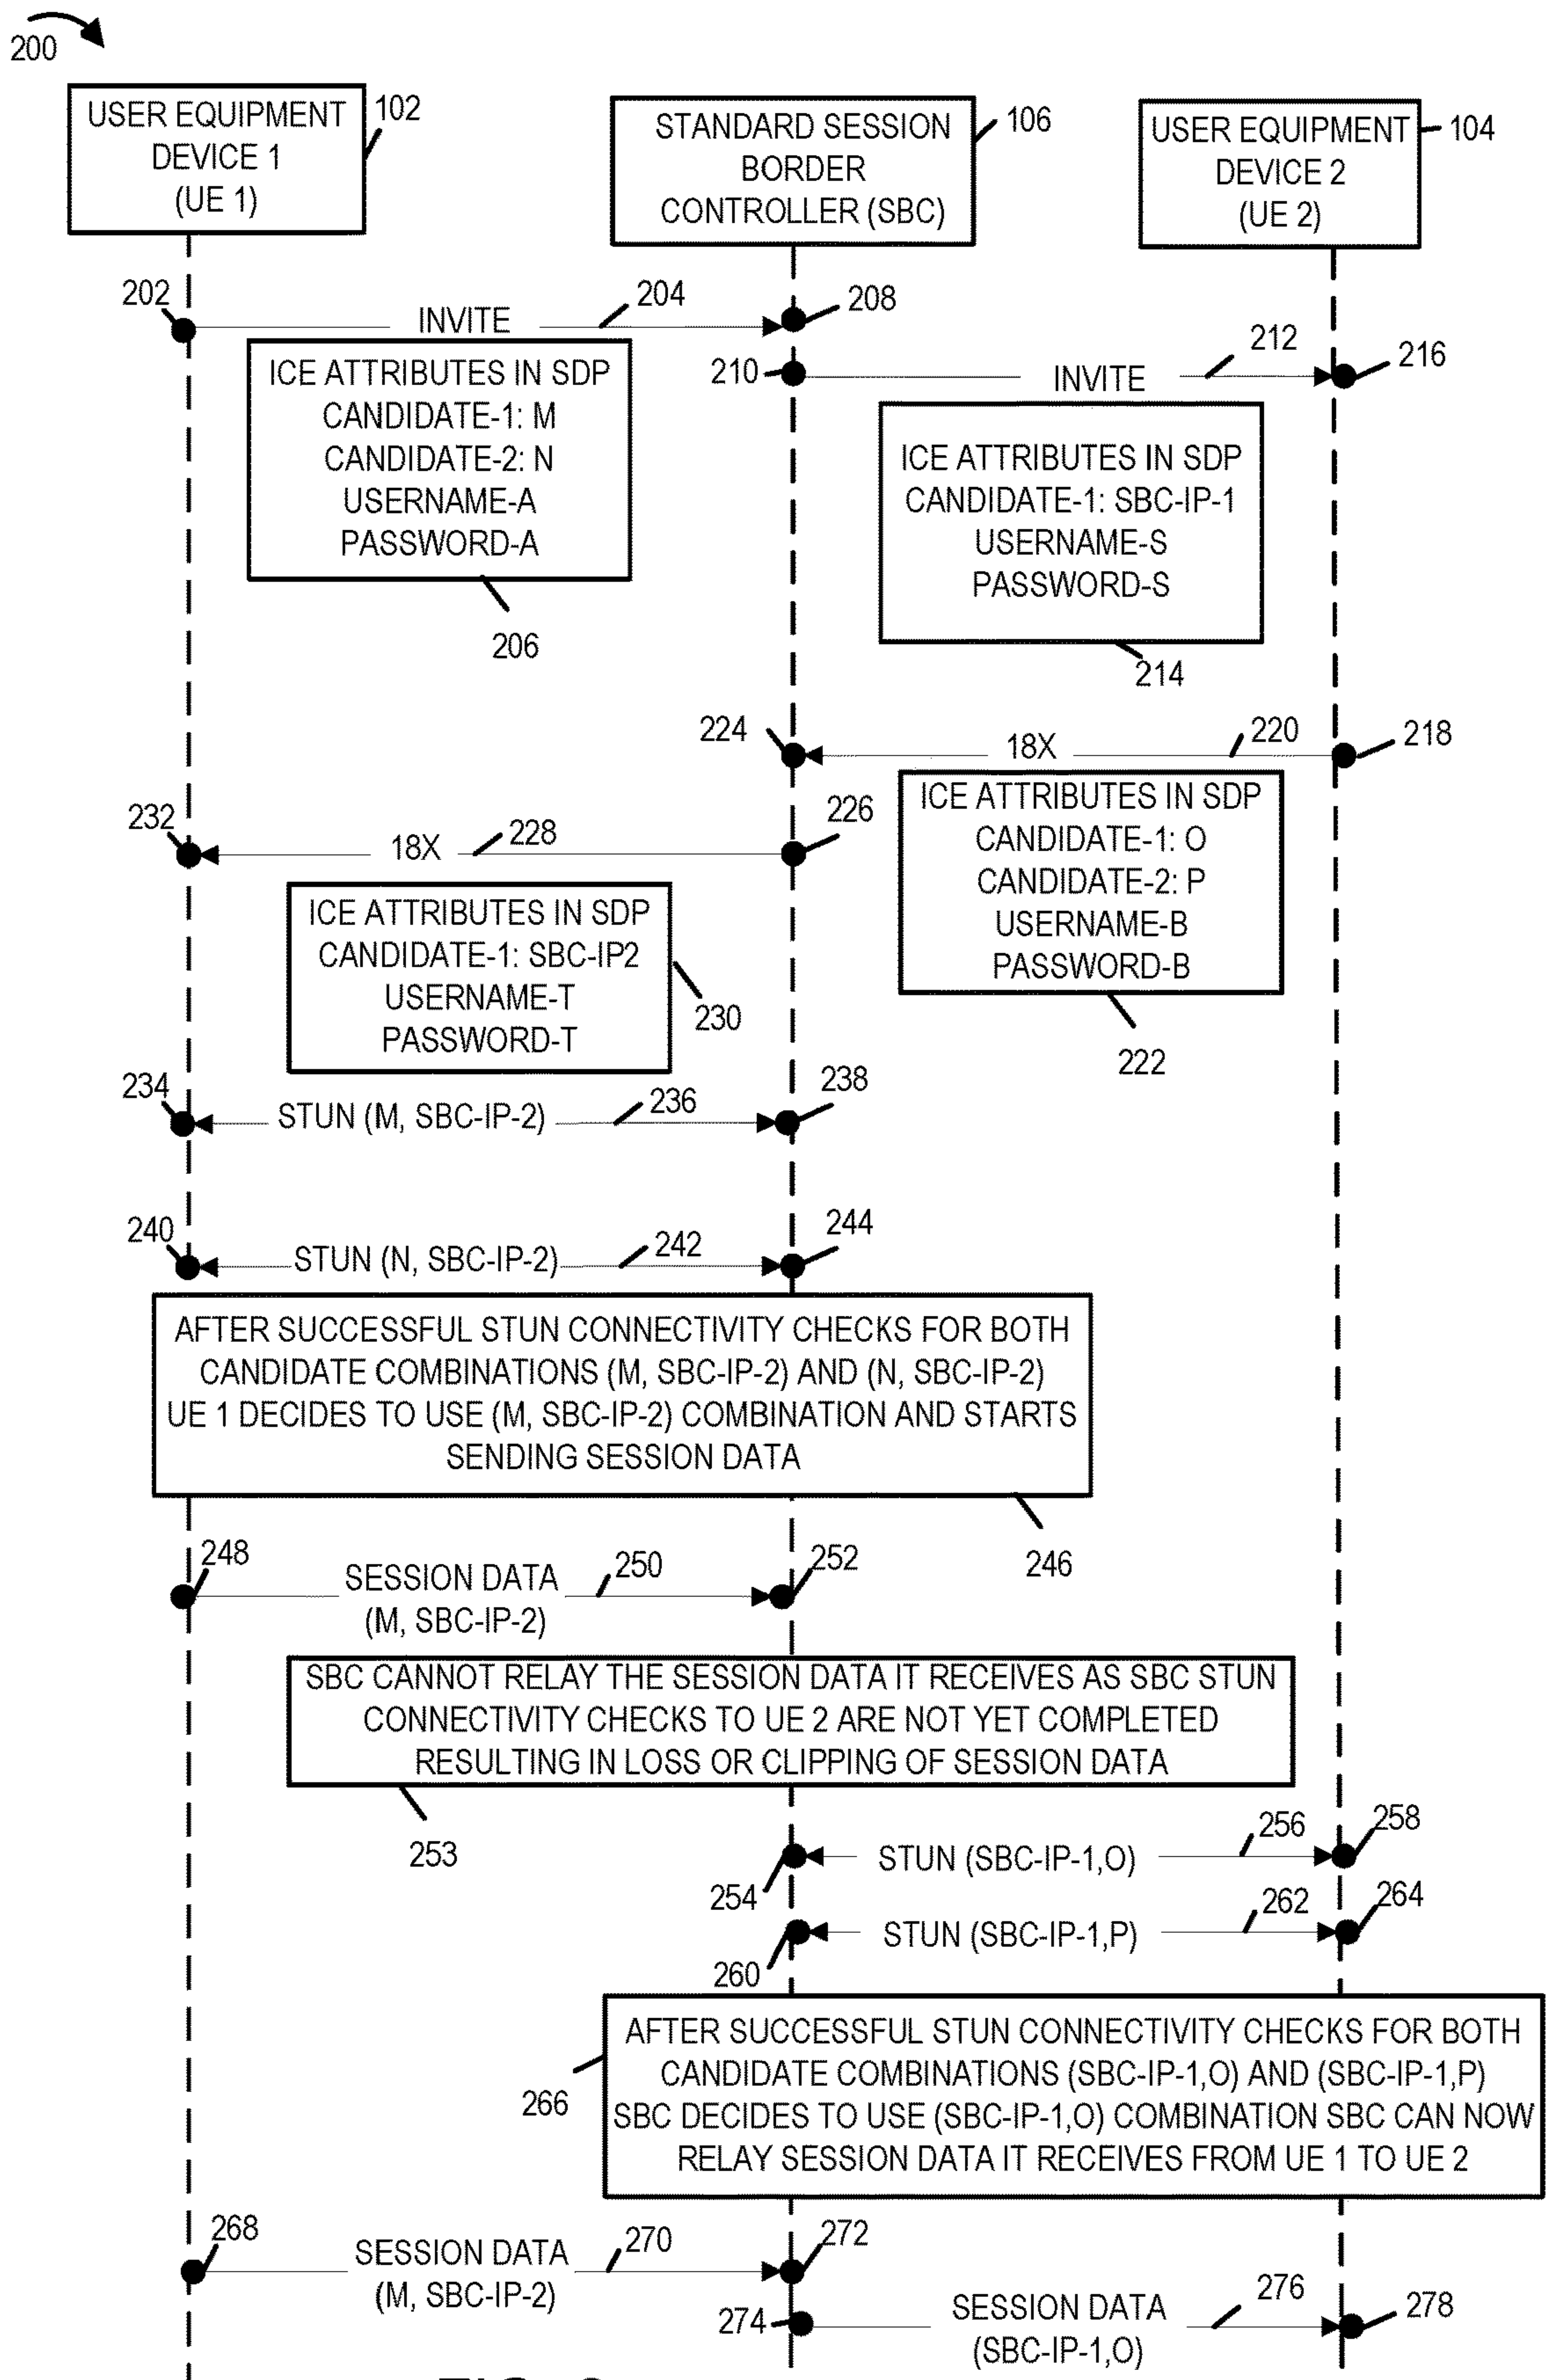 200
USER EQUIPMENT
DEVICE 1
(UE 1)
102
STANDARD SESSION
BORDER
CONTROLLER (SBC)
106
USER EQUIPMENT
DEVICE 2
(UE 2)
104
202
INVITE
204
208
ICE ATTRIBUTES IN SDP
CANDIDATE-1: M
CANDIDATE-2: N
USERNAME-A
PASSWORD-A
206
210
INVITE
212
216
ICE ATTRIBUTES IN SDP
CANDIDATE-1: SBC-IP-1
USERNAME-S
PASSWORD-S
214
224
18X
220
218
ICE ATTRIBUTES IN SDP
CANDIDATE-1: O
CANDIDATE-2: P
USERNAME-B
PASSWORD-B
222
232
18X
228
226
ICE ATTRIBUTES IN SDP
CANDIDATE-1: SBC-IP2
USERNAME-T
PASSWORD-T
230
234
STUN (M, SBC-IP-2)
236
238
240
STUN (N, SBC-IP-2)
242
244
AFTER SUCCESSFUL STUN CONNECTIVITY CHECKS FOR BOTH
CANDIDATE COMBINATIONS (M, SBC-IP-2) AND (N, SBC-IP-2)
UE 1 DECIDES TO USE (M, SBC-IP-2) COMBINATION AND STARTS
SENDING SESSION DATA
246
248
SESSION DATA
(M, SBC-IP-2)
250
252
SBC CANNOT RELAY THE SESSION DATA IT RECEIVES AS SBC STUN
CONNECTIVITY CHECKS TO UE 2 ARE NOT YET COMPLETED
RESULTING IN LOSS OR CLIPPING OF SESSION DATA
253
254
STUN (SBC-IP-1,O)
256
258
260
STUN (SBC-IP-1,P)
262
264
AFTER SUCCESSFUL STUN CONNECTIVITY CHECKS FOR BOTH
CANDIDATE COMBINATIONS (SBC-IP-1,O) AND (SBC-IP-1,P)
SBC DECIDES TO USE (SBC-IP-1,O) COMBINATION SBC CAN NOW
RELAY SESSION DATA IT RECEIVES FROM UE 1 TO UE 2
266
268
SESSION DATA
(M, SBC-IP-2)
270
272
274
SESSION DATA
(SBC-IP-1,O)
276
278